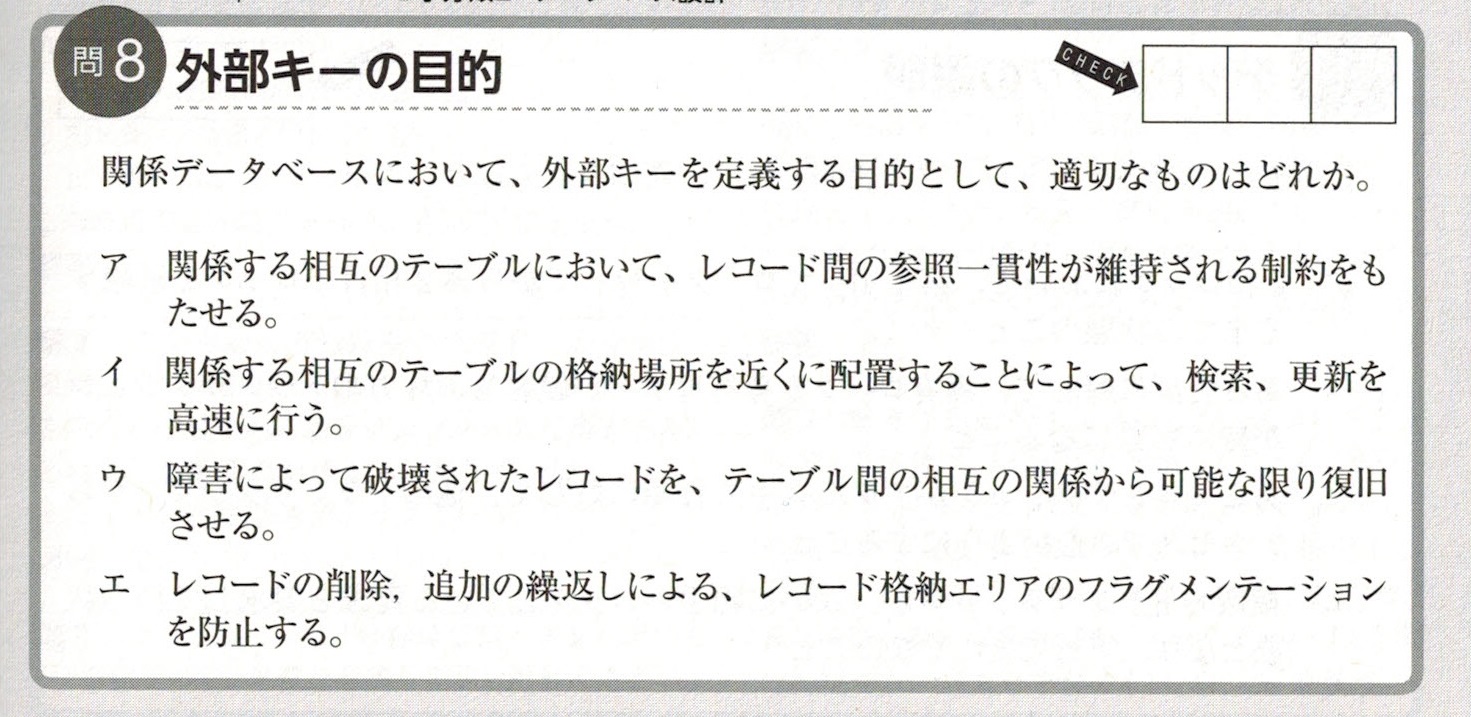 問8 外部キーの目的
CHECK
関係データベースにおいて、外部キーを定義する目的として、適切なものはどれか。
ア 関係する相互のテーブルにおいて、レコード間の参照一貫性が維持される制約をも
たせる。
イ 関係する相互のテーブルの格納場所を近くに配置することによって、検索、更新を
高速に行う。
ウ 障害によって破壊されたレコードを、テーブル間の相互の関係から可能な限り復旧
させる。
エ レコードの削除，追加の繰返しによる、レコード格納エリアのフラグメンテーション
を防止する。